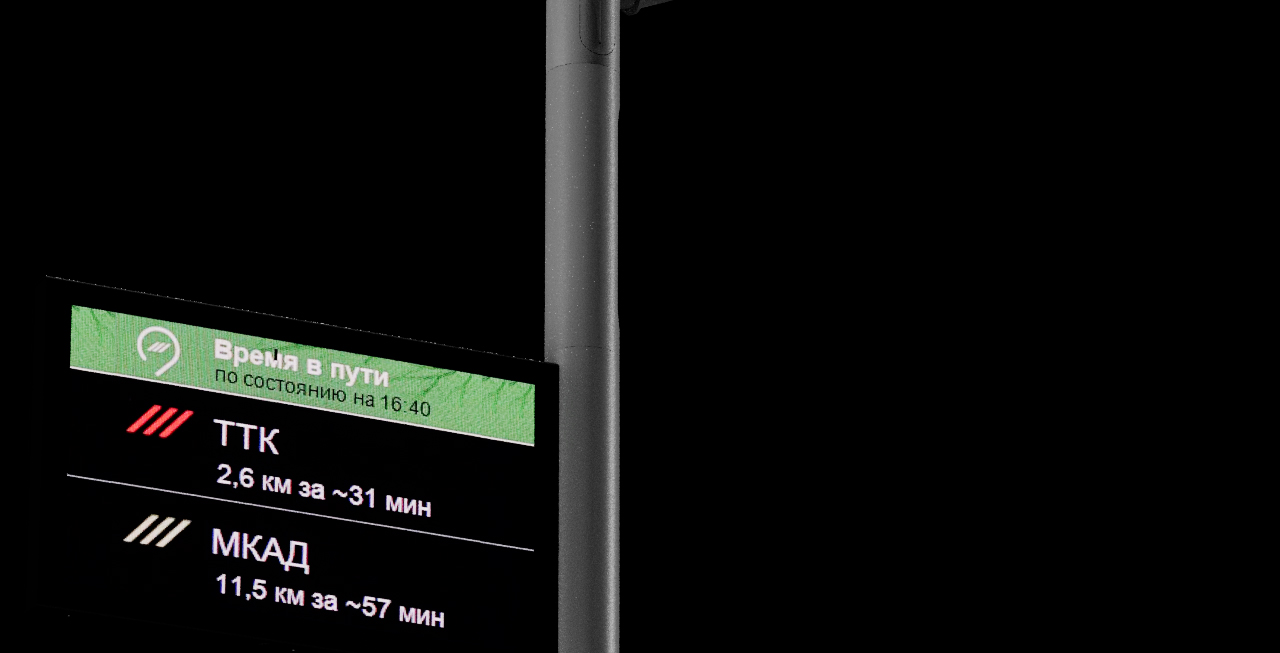 Время в пути
по состоянию на 16:40
ТТК
2,6 км за ~31 мин
МКАД
11,5 км за ~57 мин